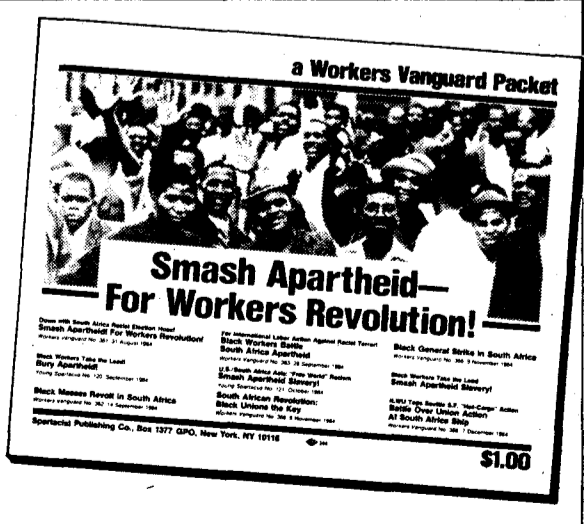 a Workers Vanguard Packet
Smash Apartheid—
For Workers Revolution!
Down with South Africa Racist Election Hoax!
Smash Apartheid! For Workers Revolution!
Workers Vanguard No. 361, 31 August 1984
Black Workers Take the Lead!
Bury Apartheid!
Young Spartacus No. 120, September 1984
Black Masses Revolt in South Africa
Workers Vanguard No. 362, 14 September 1984
For International Labor Action Against Racist Terror!
Black Workers Battle
South Africa Apartheid
Workers Vanguard No. 363, 28 September 1984
U.S./South Africa Axis: "Free World" Racism
Smash Apartheid Slavery!
Young Spartacus No. 121, October 1984
South African Revolution:
Black Unions the Key
Workers Vanguard No. 366, 9 November 1984
Black General Strike in South Africa
Workers Vanguard No. 366, 9 November 1984
Black Workers Take the Lead
Smash Apartheid Slavery!
ILWU Tops Scuttle S.F. "Hot-Cargo" Action
Battle Over Union Action
At South Africa Ship
Workers Vanguard No. 368, 7 December 1984
Spartacist Publishing Co., Box 1377 GPO, New York, NY 10116
$1.00